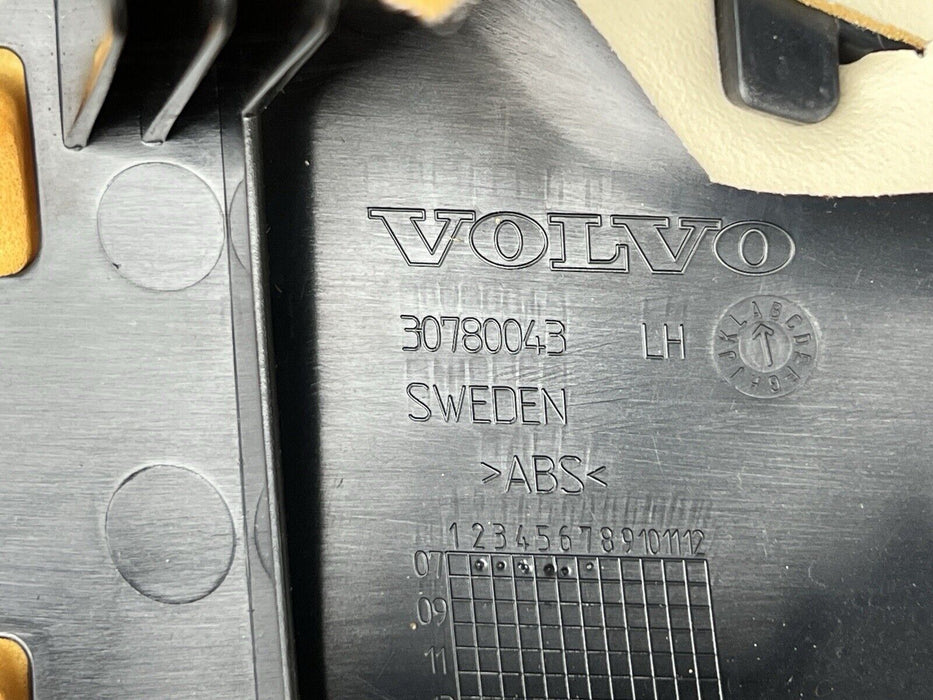 VOLVO
30780043 LH
ABCDEFGHJKL
SWEDEN
>ABS<
1 2 3 4 5 6 7 8 9 10 11 12
07
09
11